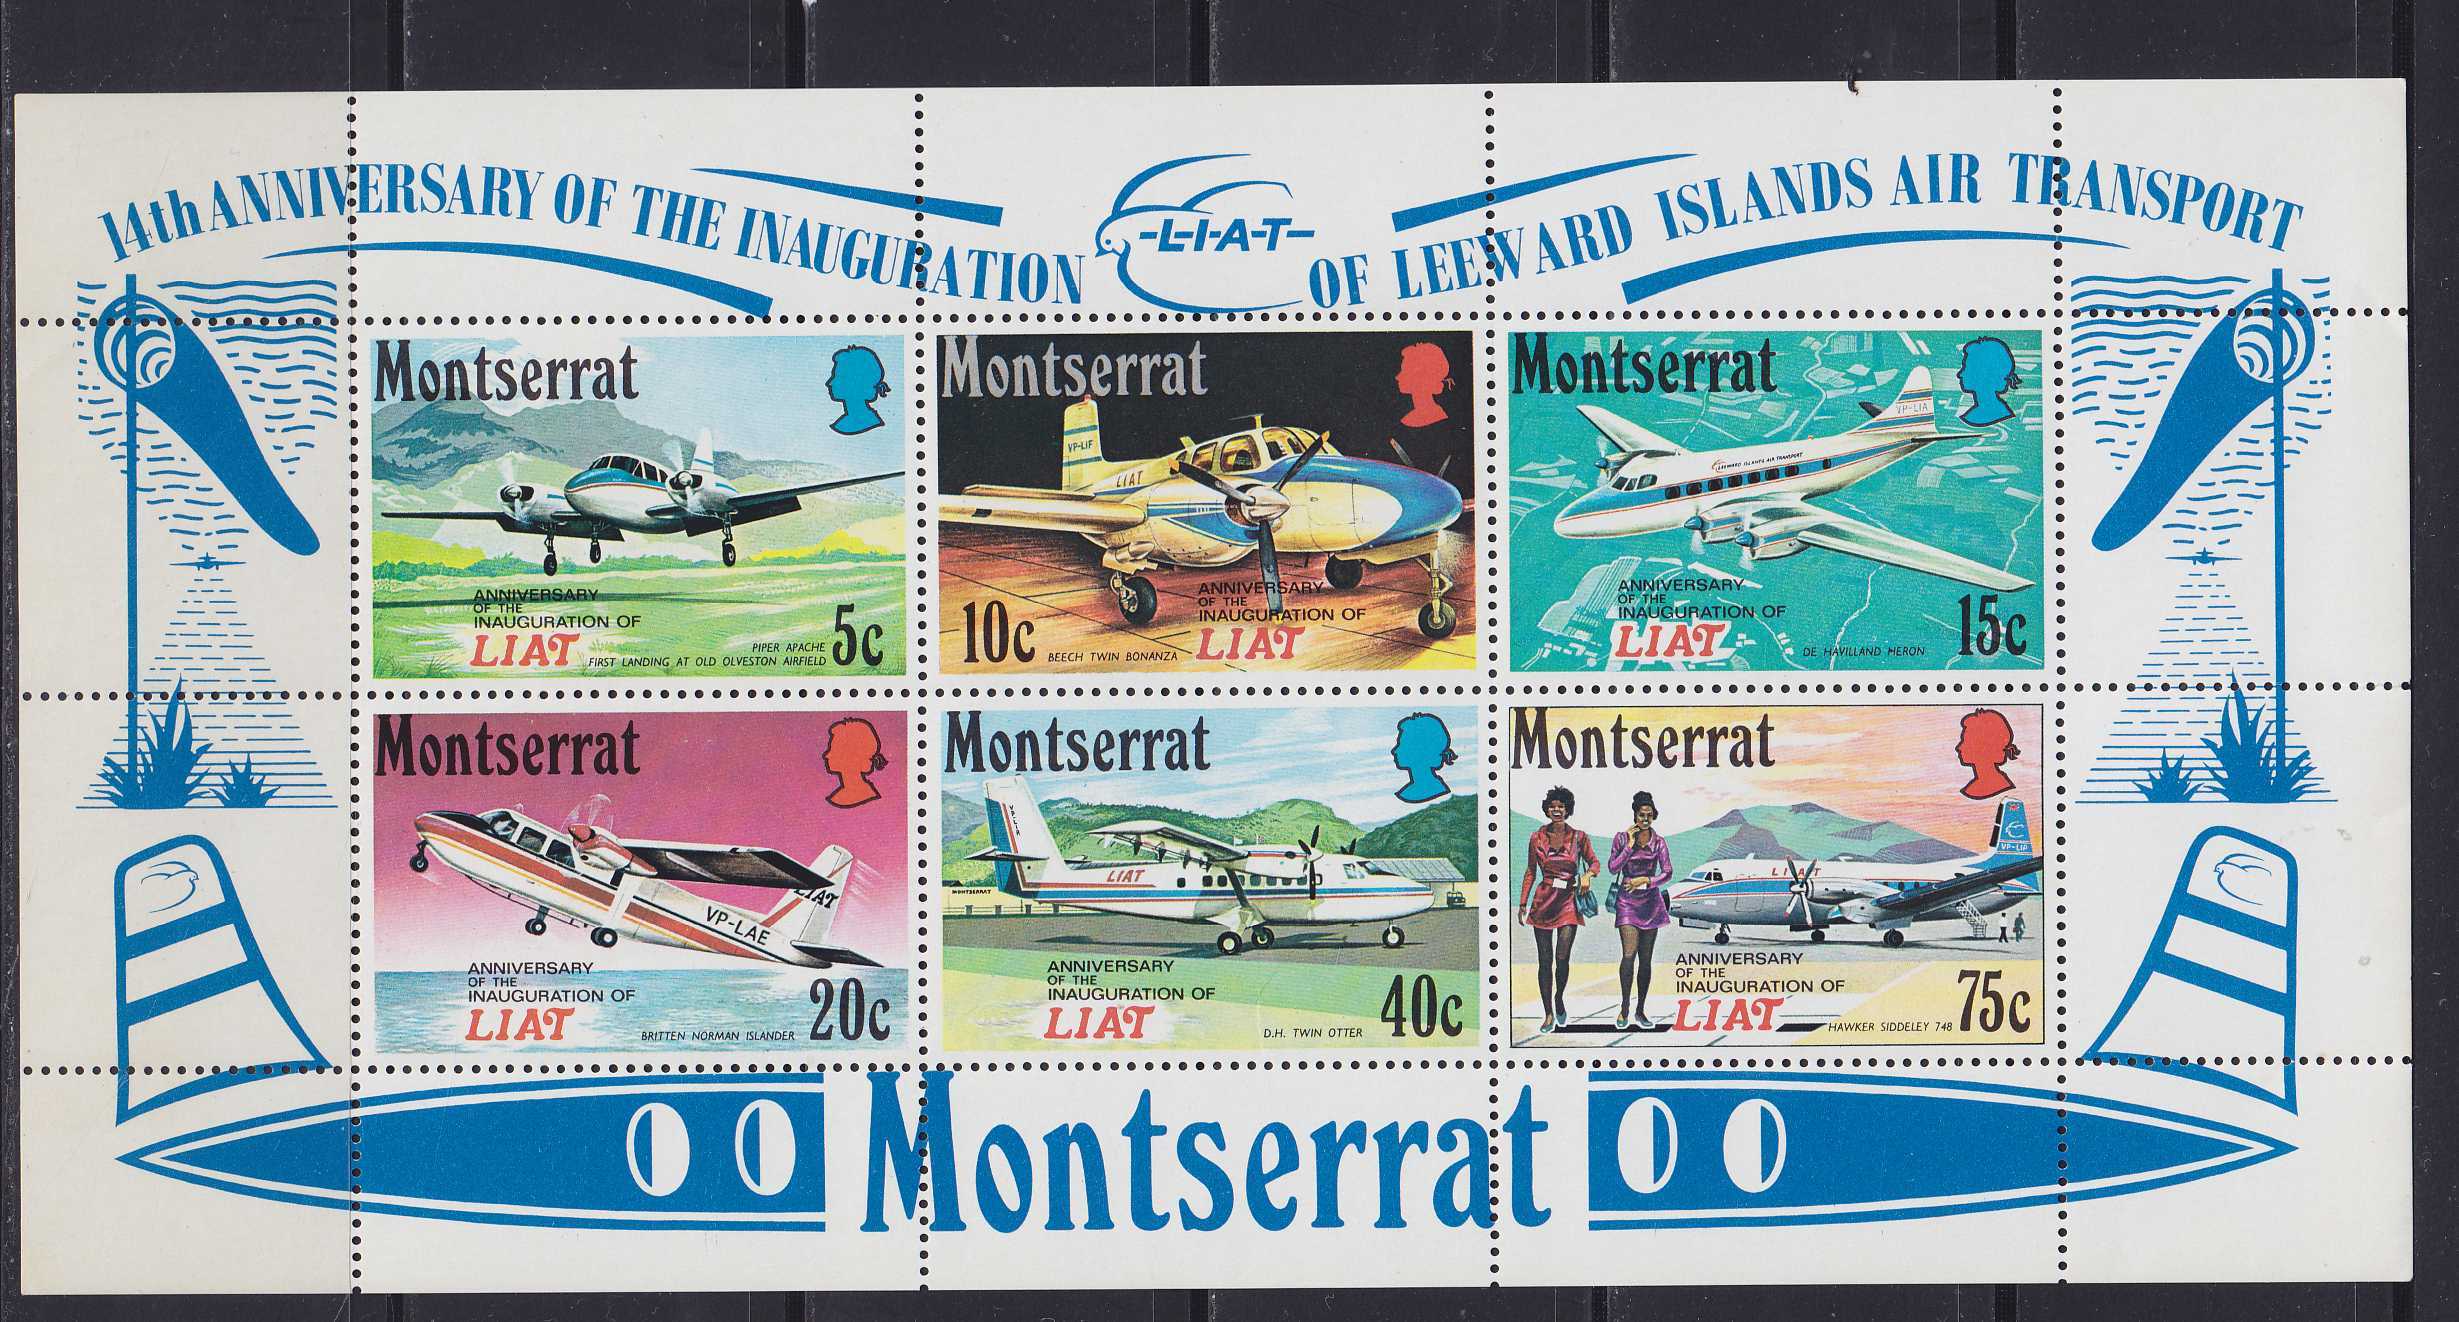 14th ANNIVERSARY OF THE INAUGURATION -L-I-A-T- OF LEEWARD ISLANDS AIR TRANSPORT
Montserrat
ANNIVERSARY
OF THE
INAUGURATION OF
LIAT
PIPER APACHE
FIRST LANDING AT OLD OLVESTON AIRFIELD
5c
Montserrat
VP-LIF
LIAT
10c
BEECH TWIN BONANZA
ANNIVERSARY
OF THE
INAUGURATION OF
LIAT
Montserrat
VP-LIA
LEEWARD ISLANDS AIR TRANSPORT
ANNIVERSARY
OF THE
INAUGURATION OF
LIAT
DE HAVILLAND HERON
15c
Montserrat
LIAT
VP-LAE
ANNIVERSARY
OF THE
INAUGURATION OF
LIAT
BRITTEN NORMAN ISLANDER
20c
Montserrat
LIAT
MONTSERRAT
ANNIVERSARY
OF THE
INAUGURATION OF
LIAT
D.H. TWIN OTTER
40c
Montserrat
VP-LIP
LIAT
ANNIVERSARY
OF THE
INAUGURATION OF
LIAT
HAWKER SIDDELEY 748
75c
Montserrat